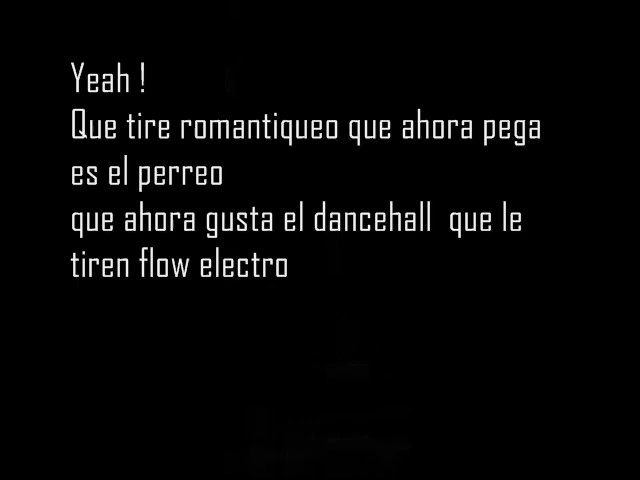 Yeah !
Que tire romantiqueo que ahora pega
es el perreo
que ahora gusta el dancehall que le
tiren flow electro